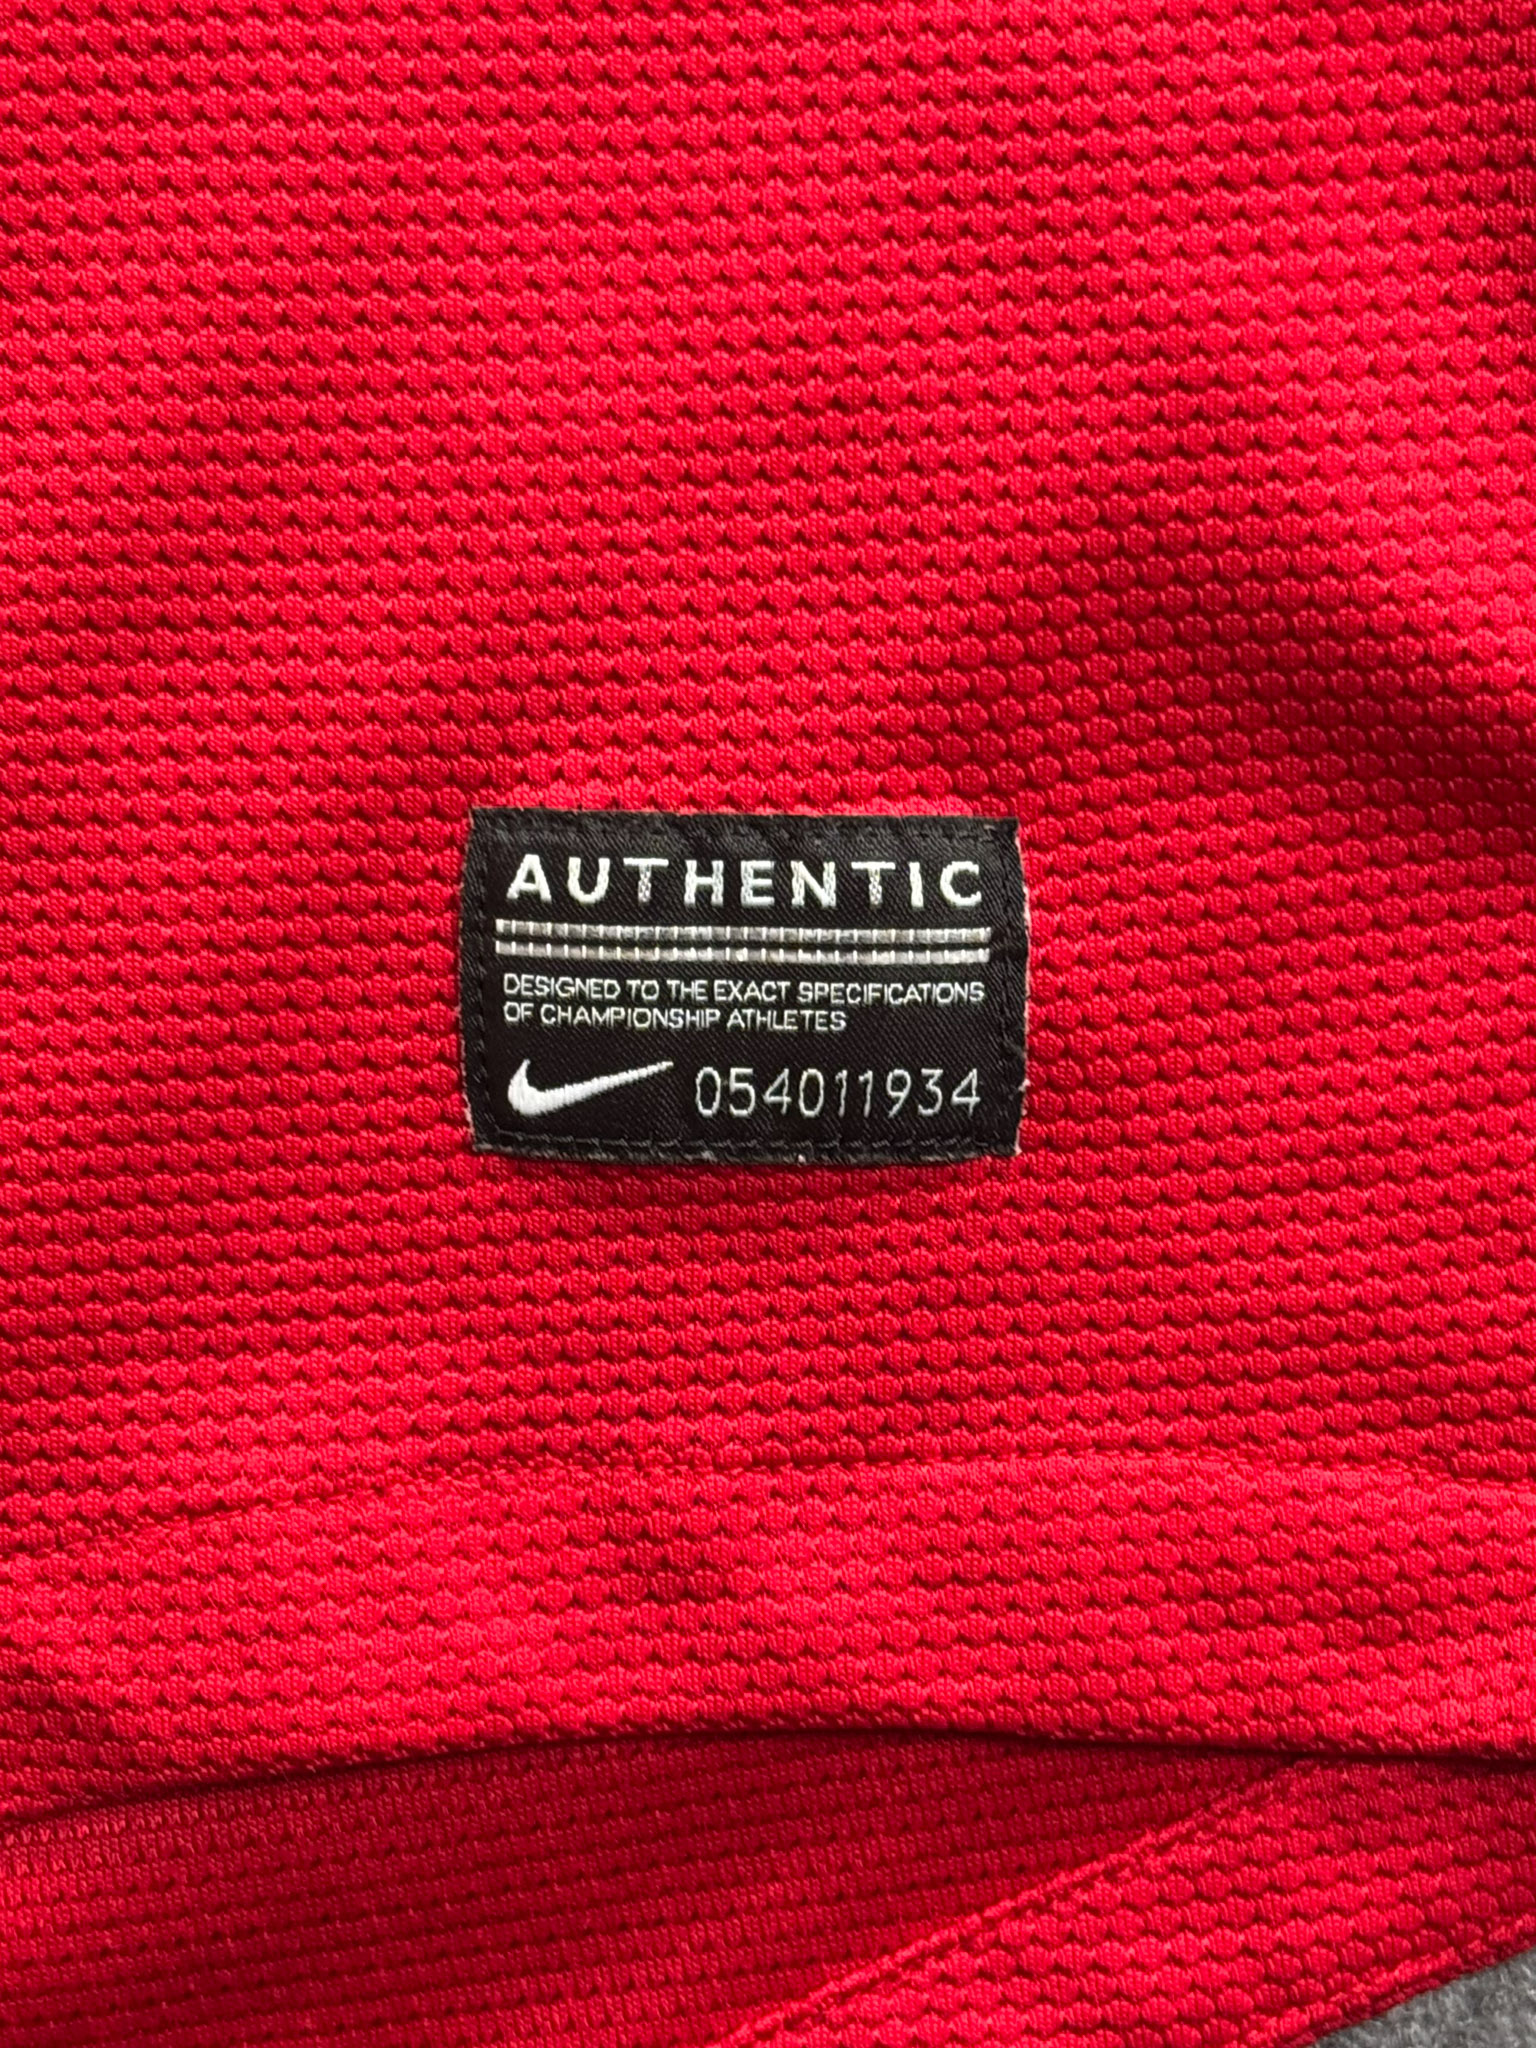 AUTHENTIC
DESIGNED TO THE EXACT SPECIFICATIONS
OF CHAMPIONSHIP ATHLETES
054011934